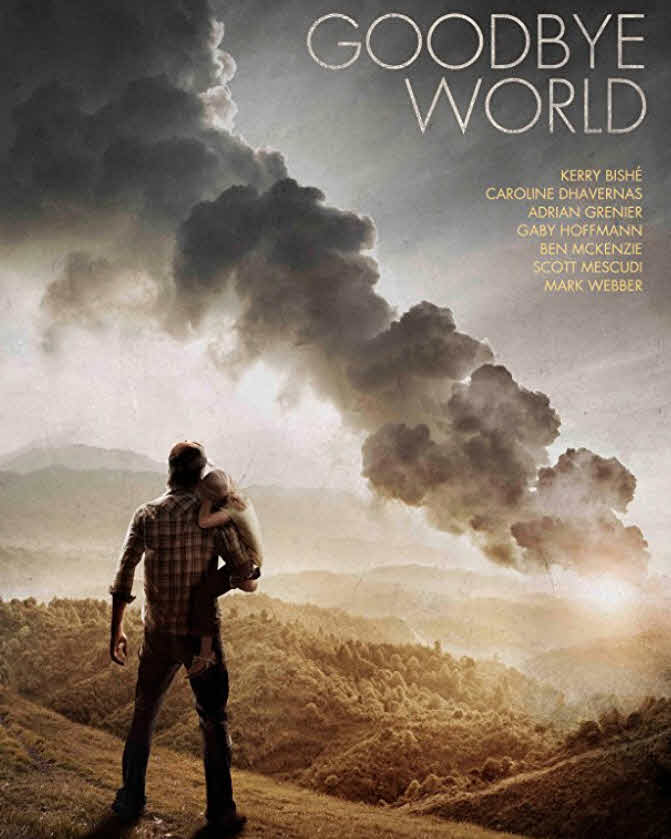 GOODBYE
WORLD
KERRY BISHÉ
CAROLINE DHAVERNAS
ADRIAN GRENIER
GABY HOFFMANN
BEN MCKENZIE
SCOTT MESCUDI
MARK WEBBER